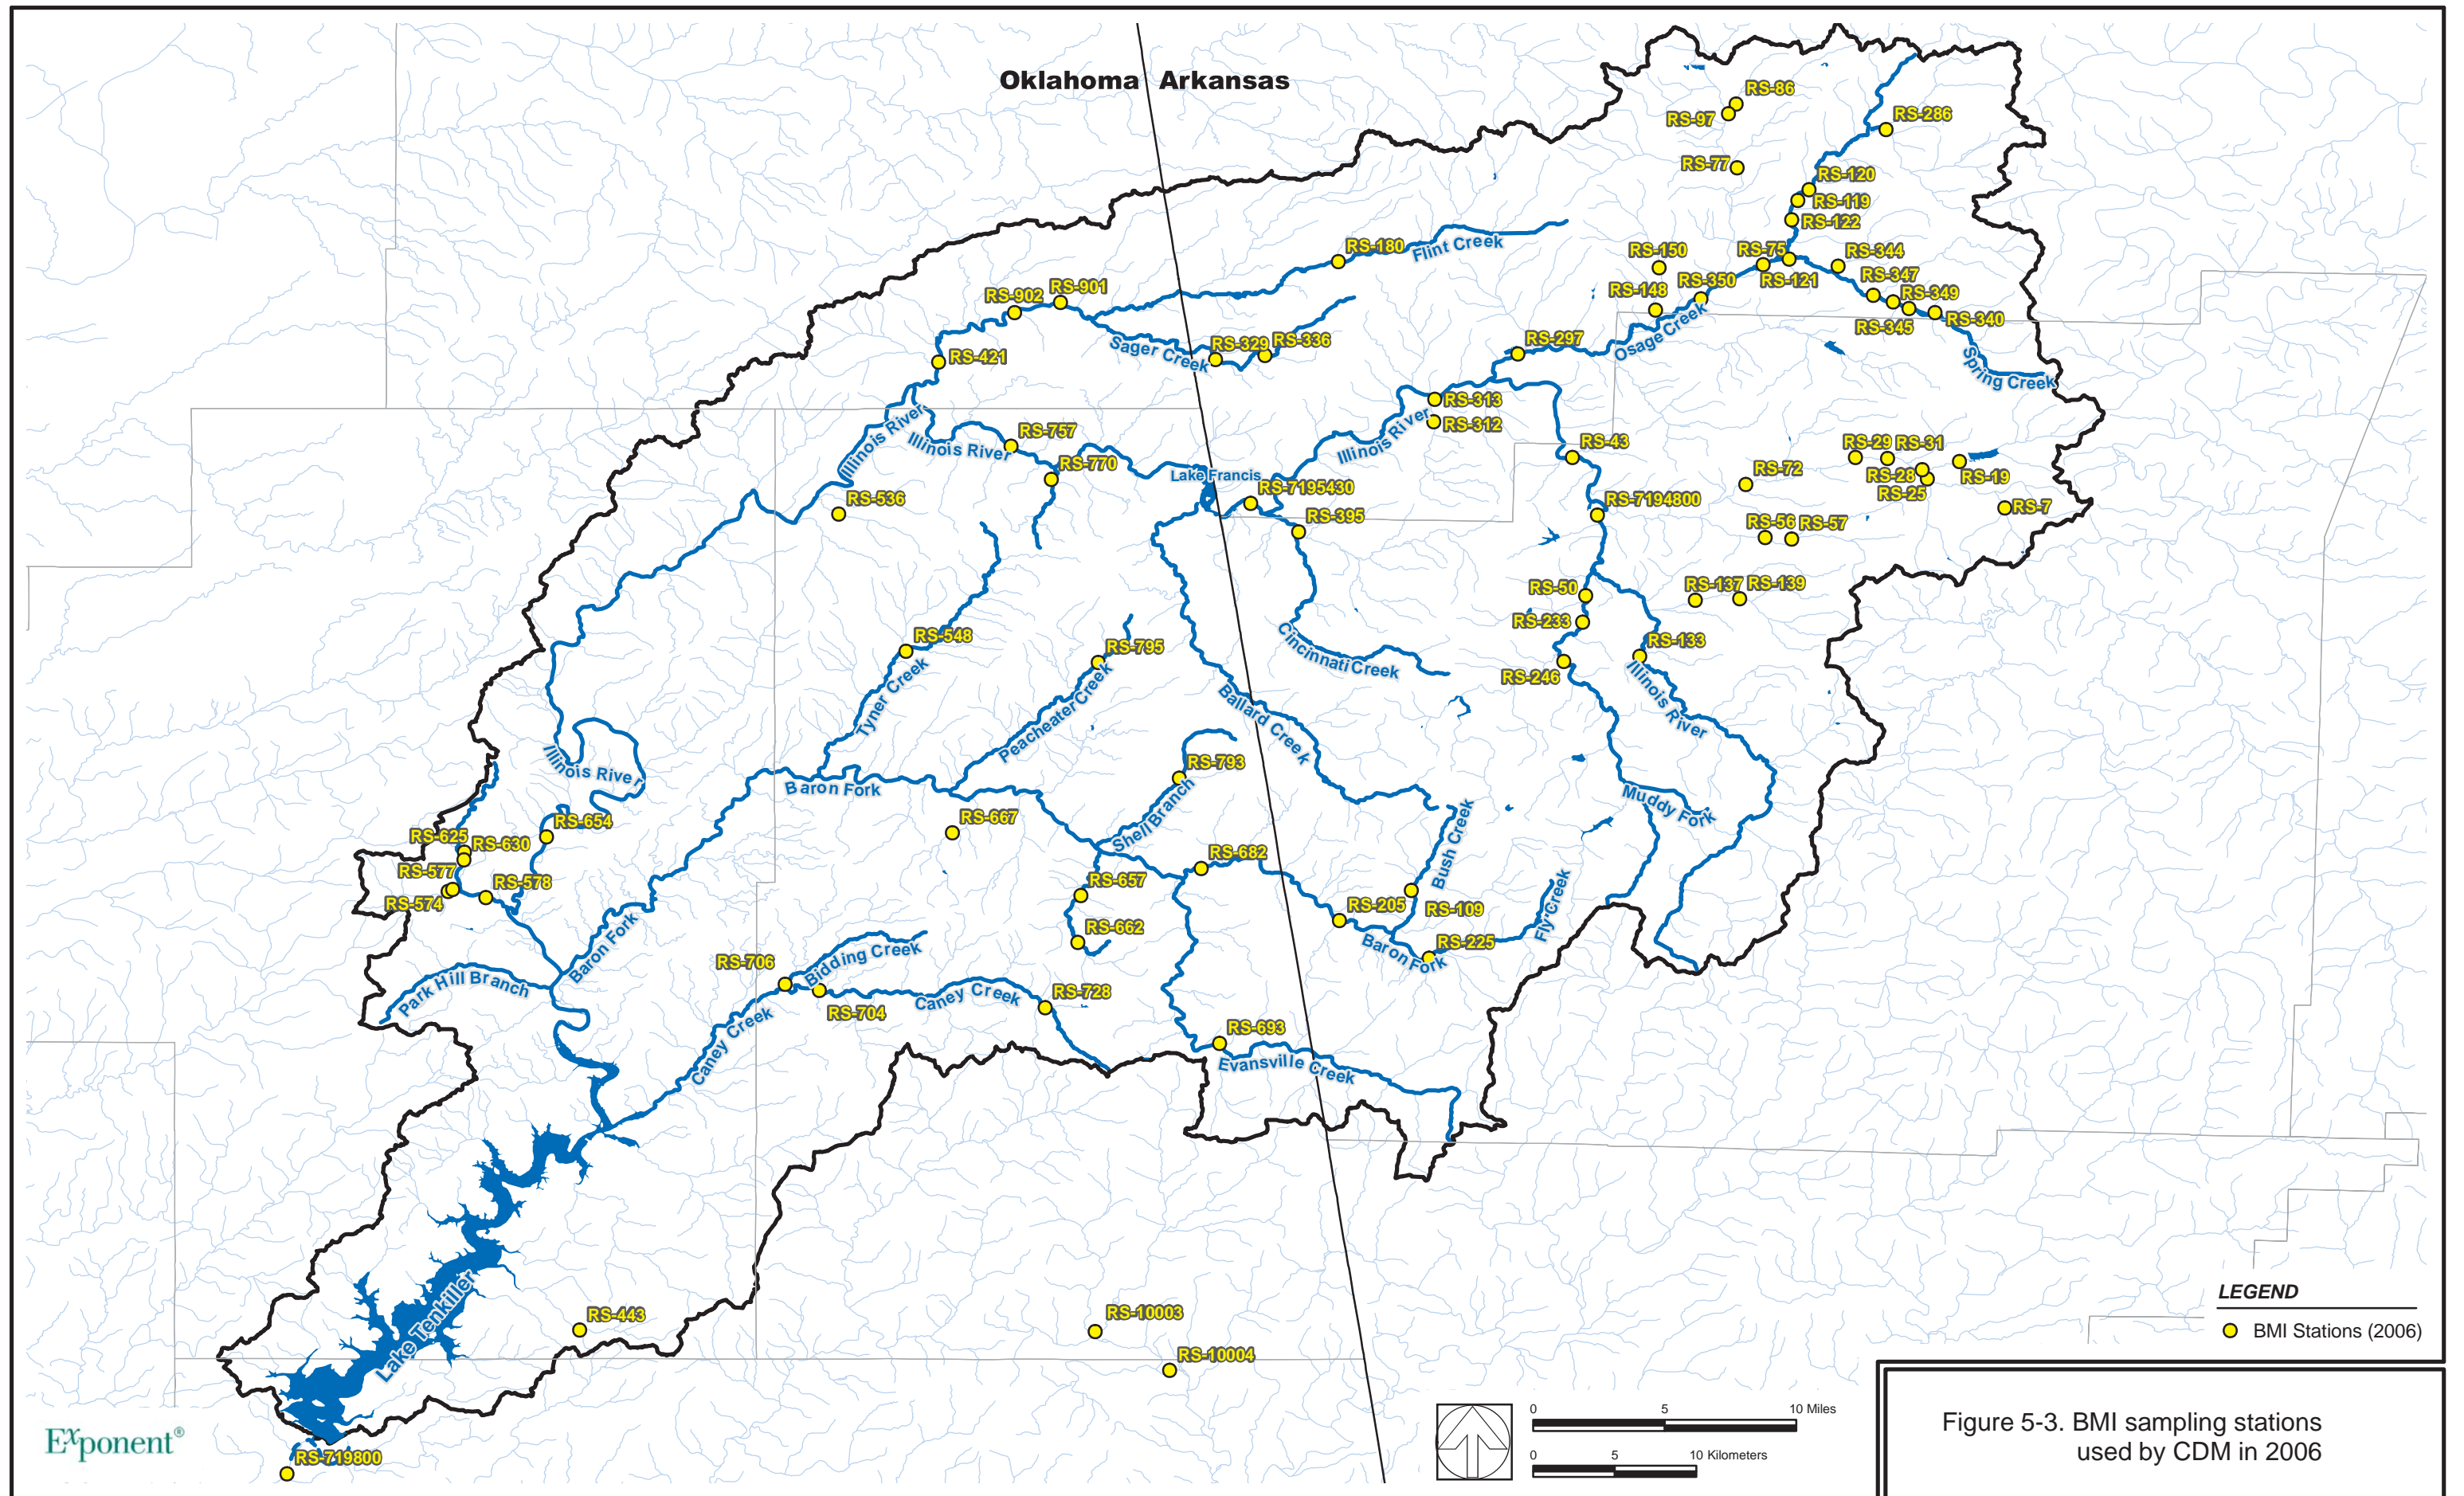 Oklahoma Arkansas
RS-86
RS-97
RS-286
RS-77
RS-120
RS-119
RS-122
RS-180
Flint Creek
RS-150
RS-75
RS-344
RS-121
RS-347
RS-350
RS-148
RS-349
RS-345
RS-340
Osage Creek
Spring Creek
RS-902
RS-901
RS-421
Sager Creek
RS-329
RS-336
RS-297
RS-313
RS-312
Illinois River
Illinois River
Illinois River
RS-757
RS-770
Lake Francis
RS-7195430
RS-395
RS-43
RS-7194800
RS-72
RS-29
RS-31
RS-28
RS-25
RS-19
RS-7
RS-56
RS-57
RS-536
RS-50
RS-233
RS-246
RS-137
RS-139
RS-133
Illinois River
RS-548
Tyner Creek
RS-795
Peacheater Creek
Cincinnati Creek
Ballard Creek
Illinois River
Baron Fork
RS-793
Shell Branch
Muddy Fork
Bush Creek
Fly Creek
RS-625
RS-630
RS-654
RS-577
RS-574
RS-578
RS-667
RS-682
RS-657
RS-662
RS-205
RS-109
RS-225
Baron Fork
Baron Fork
Park Hill Branch
RS-706
Bidding Creek
RS-704
Caney Creek
Caney Creek
RS-728
RS-693
Evansville Creek
Lake Tenkiller
RS-443
RS-10003
RS-10004
RS-719800
LEGEND
BMI Stations (2006)
0 5 10 Miles
0 5 10 Kilometers
Exponent®
Figure 5-3. BMI sampling stations
used by CDM in 2006